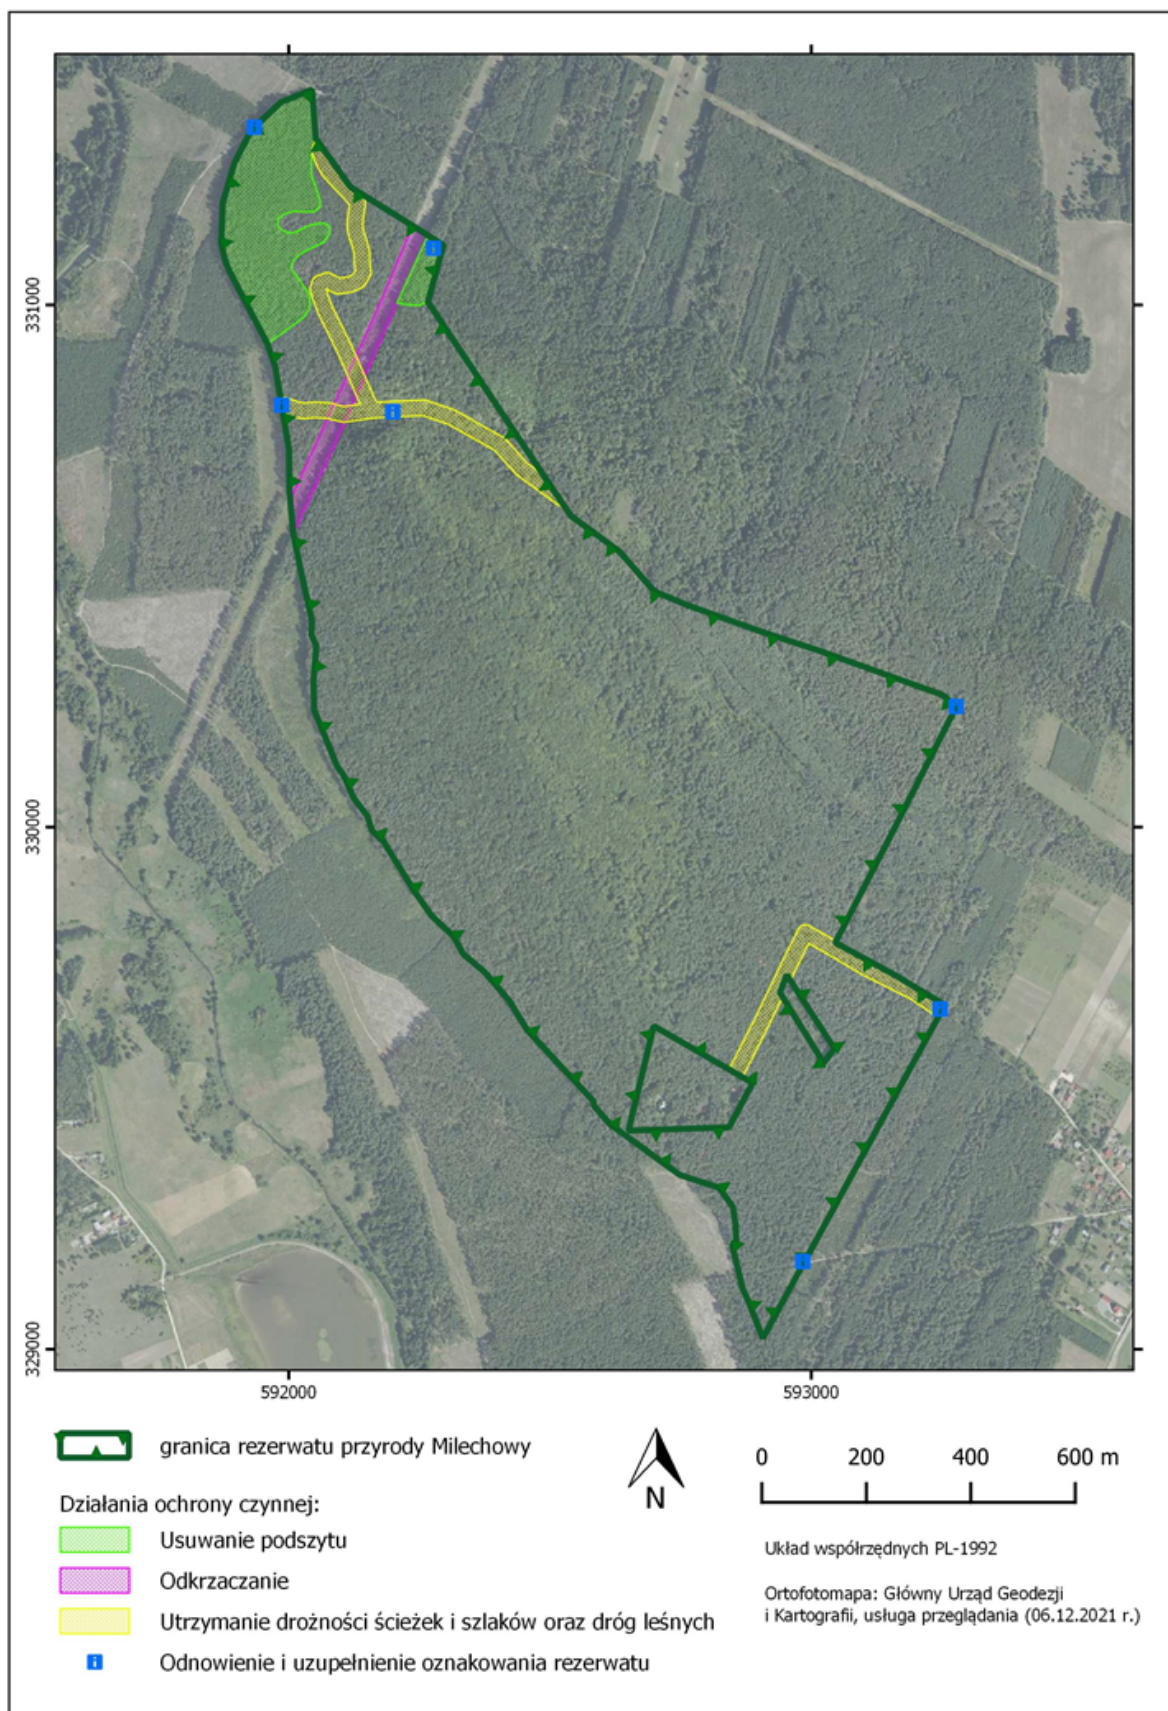 331000
330000
329000
592000
593000
granica rezerwatu przyrody Milechowy
Działania ochrony czynnej:
Usuwanie podszytu
Odkrzaczanie
Utrzymanie drożności ścieżek i szlaków oraz dróg leśnych
Odnowienie i uzupełnienie oznakowania rezerwatu
N
0 200 400 600 m
Układ współrzędnych PL-1992
Ortofotomapa: Główny Urząd Geodezji
i Kartografii, usługa przeglądania (06.12.2021 r.)